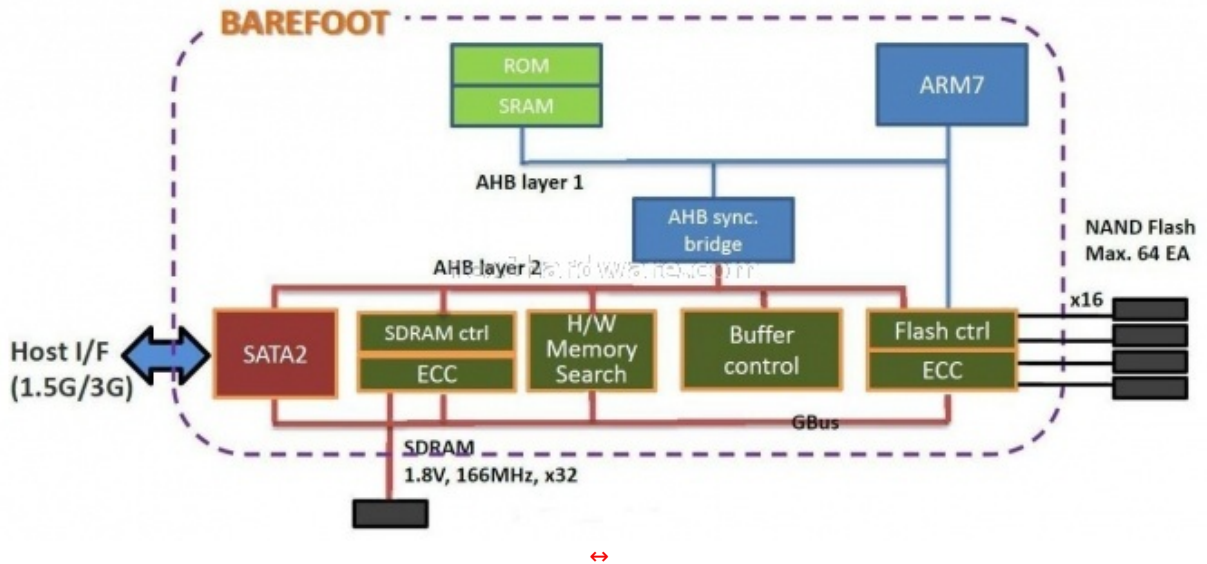 BAREFOOT
ROM
SRAM
ARM7
AHB layer 1
AHB sync.
bridge
NAND Flash
Max. 64 EA
AHB layer 2
x16
Host I/F
(1.5G/3G)
SATA2
SDRAM ctrl
ECC
H/W
Memory
Search
Buffer
control
Flash ctrl
ECC
GBus
SDRAM
1.8V, 166MHz, x32